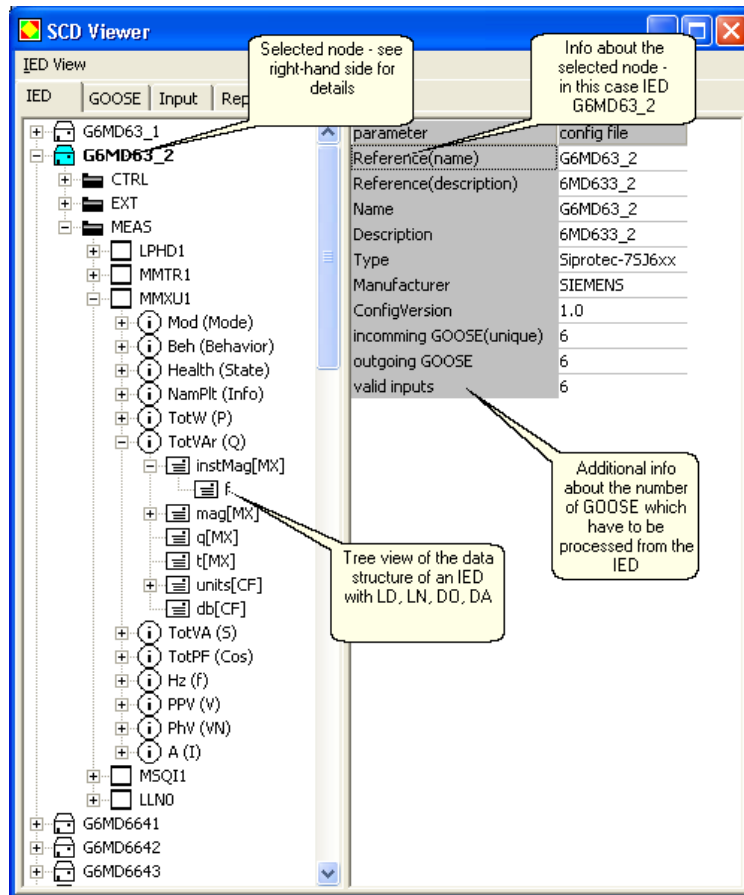 SCD Viewer
IED View
IED
GOOSE
Input
Rep
Selected node - see
right-hand side for
details
Info about the
selected node -
in this case IED
G6MD63_2
G6MD63_1
G6MD63_2
CTRL
EXT
MEAS
LPHD1
MMTR1
MMXU1
Mod (Mode)
Beh (Behavior)
Health (State)
NamPlt (Info)
TotW (P)
TotVAr (Q)
instMag[MX]
f
mag[MX]
q[MX]
t[MX]
units[CF]
db[CF]
TotVA (S)
TotPF (Cos)
Hz (f)
PPV (V)
PhV (VN)
A (I)
MSQI1
LLN0
G6MD6641
G6MD6642
G6MD6643
parameter config file
Reference(name) G6MD63_2
Reference(description) 6MD633_2
Name G6MD63_2
Description 6MD633_2
Type Siprotec-7SJ6xx
Manufacturer SIEMENS
ConfigVersion 1.0
incomming GOOSE(unique) 6
outgoing GOOSE 6
valid inputs 6
Additional info
about the number
of GOOSE which
have to be
processed from the
IED
Tree view of the data
structure of an IED
with LD, LN, DO, DA